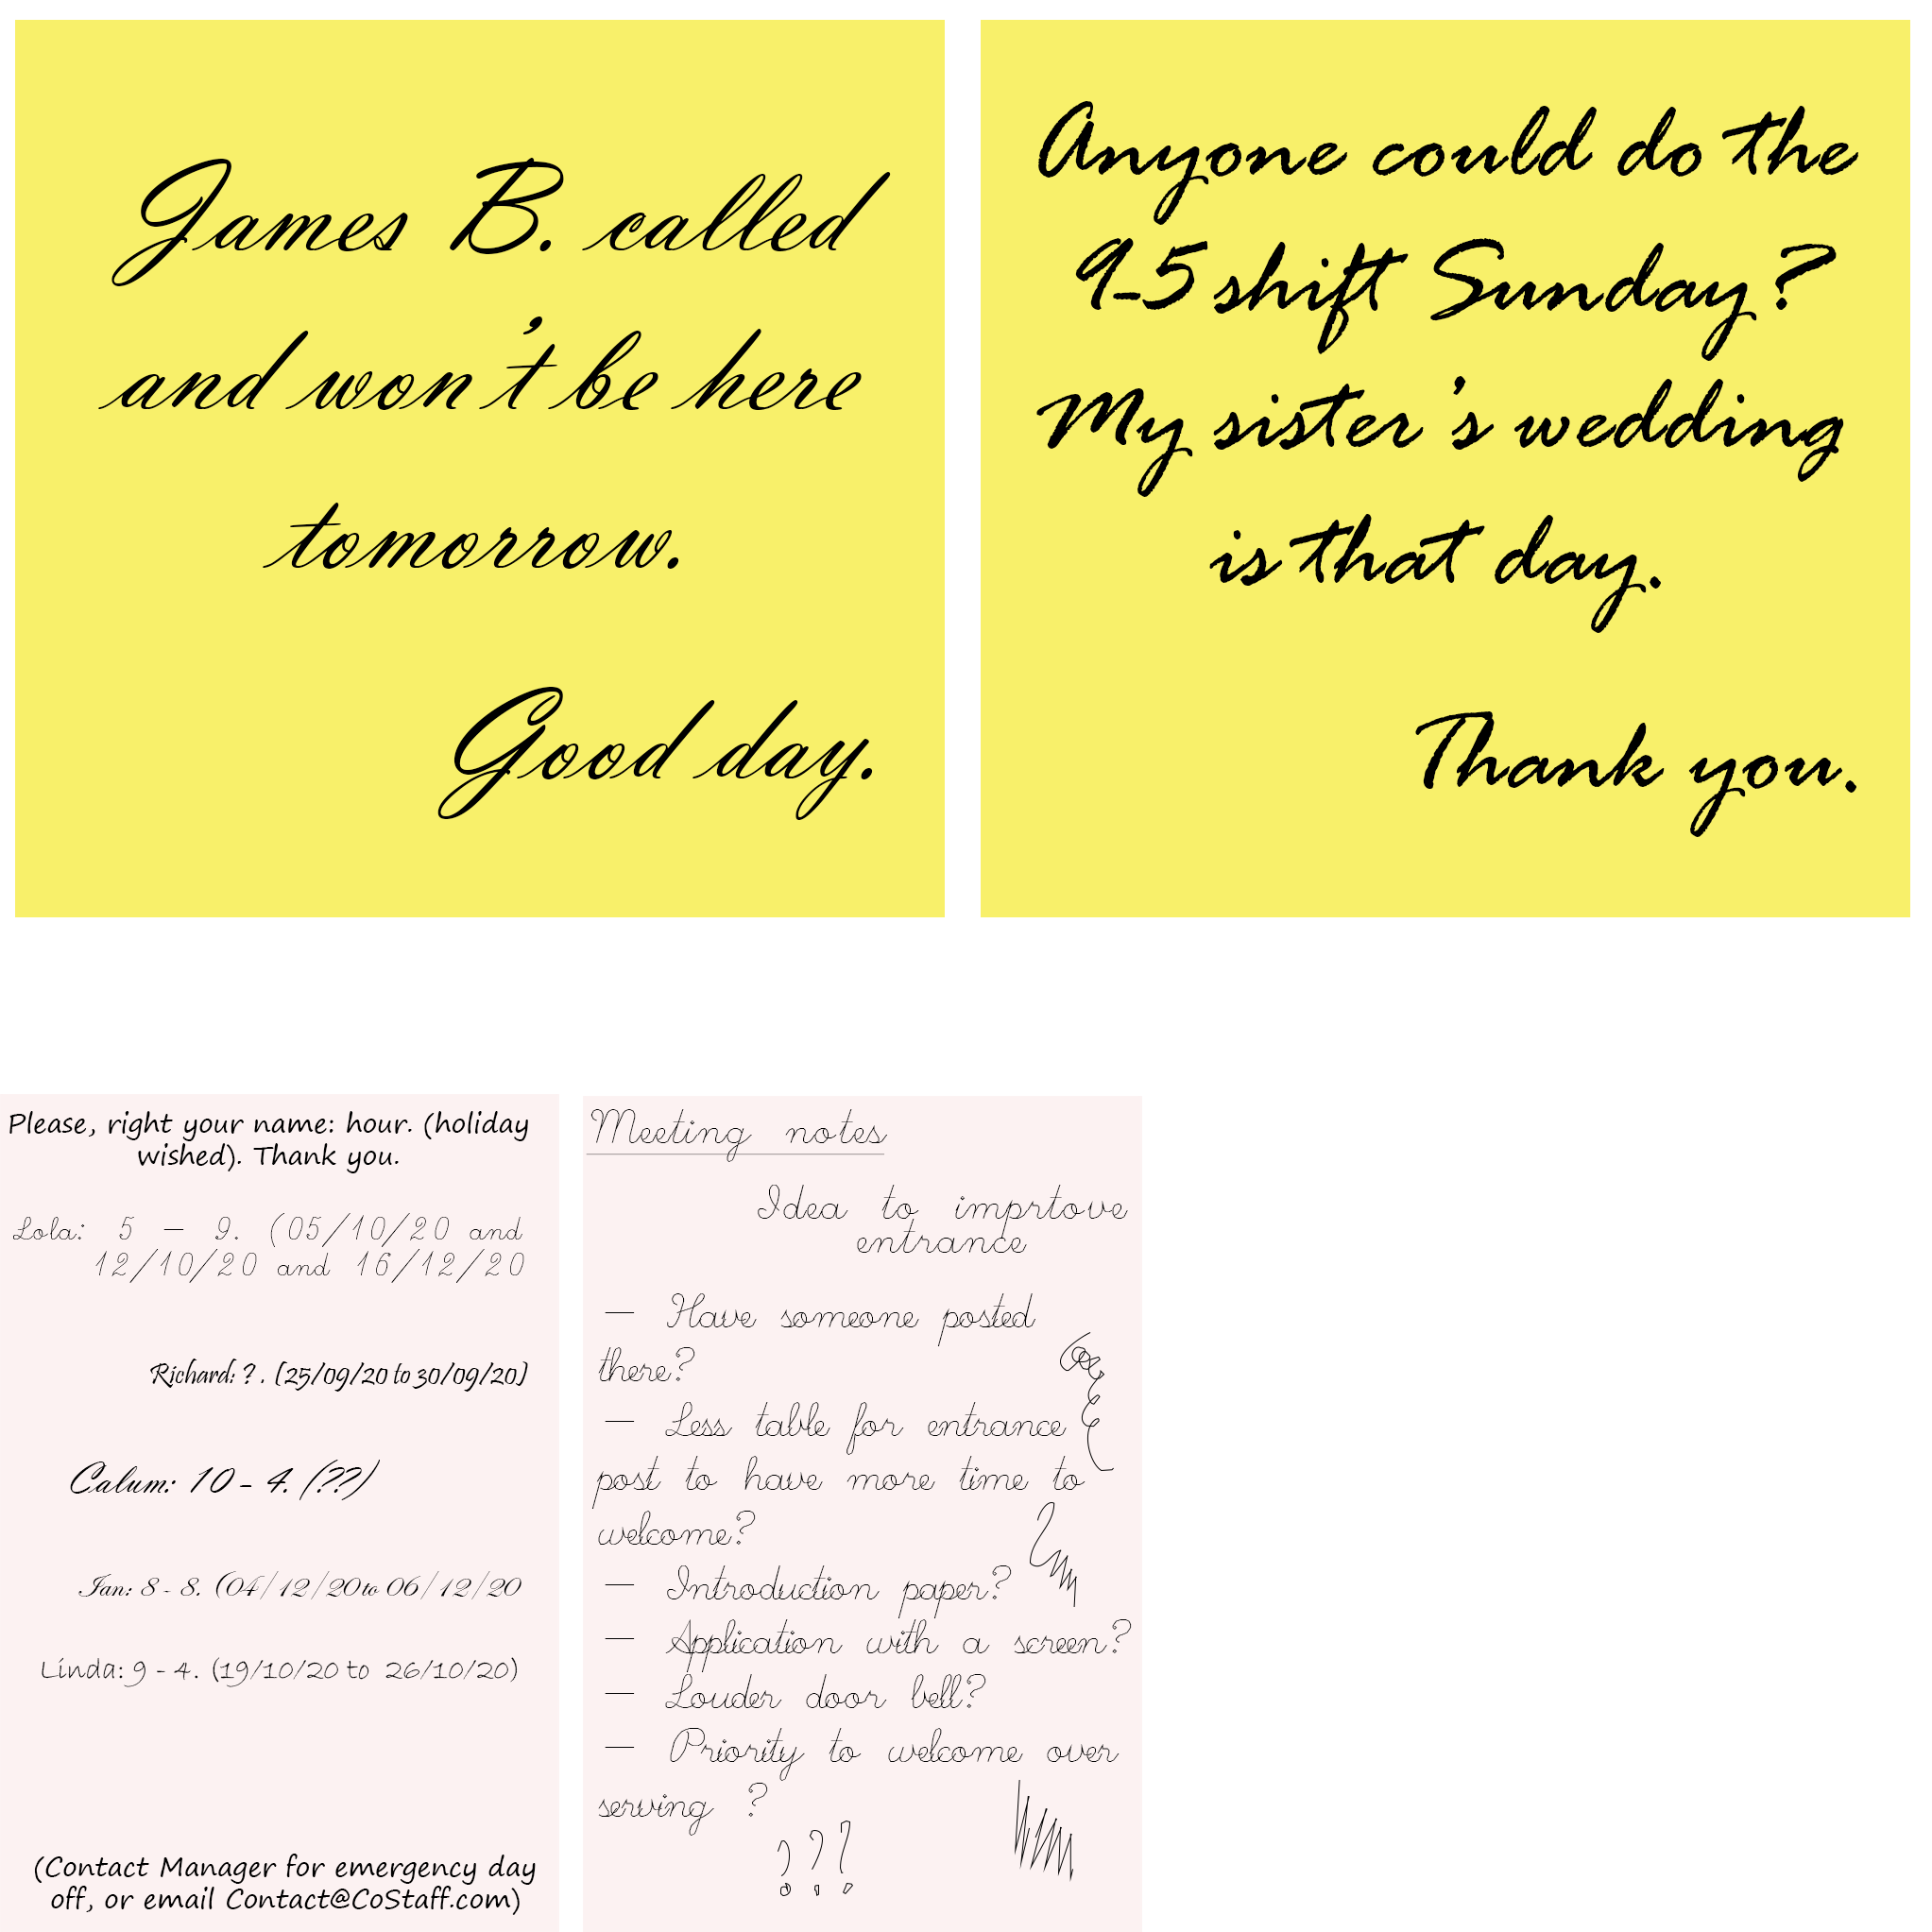 James B. called
and won't be here
tomorrow.
Good day.
Anyone could do the
9-5 shift Sunday?
My sister's wedding
is that day.
Thank you.
Please, right your name: hour. (holiday
wished). Thank you.
Lola: 5 – 9. (05/10/20 and
12/10/20 and 16/12/20
Richard: ? . (25/09/20 to 30/09/20)
Calum: 10 - 4. (??)
Ian: 8 - 8. (04/12/20 to 06/12/20
Linda: 9 - 4. (19/10/20 to 26/10/20)
(Contact Manager for emergency day
off, or email Contact@CoStaff.com)
Meeting notes
Idea to imprtove
entrance
— Have someone posted
there?
— Less table for entrance
post to have more time to
welcome?
— Introduction paper?
— Application with a screen?
— Louder door bell?
— Priority to welcome over
serving ?
???